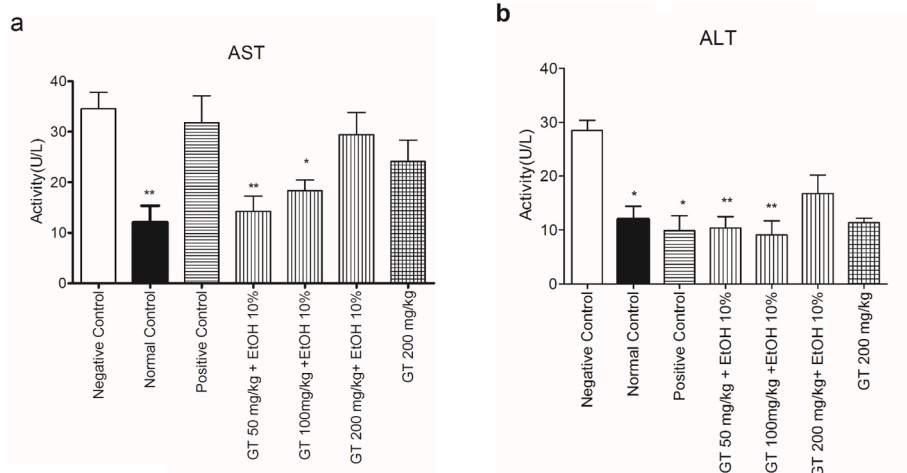 a
AST
Activity(U/L)
40
30
20
10
0
**
**
*
Negative Control
Normal Control
Positive Control
GT 50 mg/kg + EtOH 10%
GT 100mg/kg +EtOH 10%
GT 200 mg/kg+ EtOH 10%
GT 200 mg/kg
b
ALT
Activity(U/L)
40
30
20
10
0
*
*
**
**
Negative Control
Normal Control
Positive Control
GT 50 mg/kg + EtOH 10%
GT 100mg/kg +EtOH 10%
GT 200 mg/kg+ EtOH 10%
GT 200 mg/kg